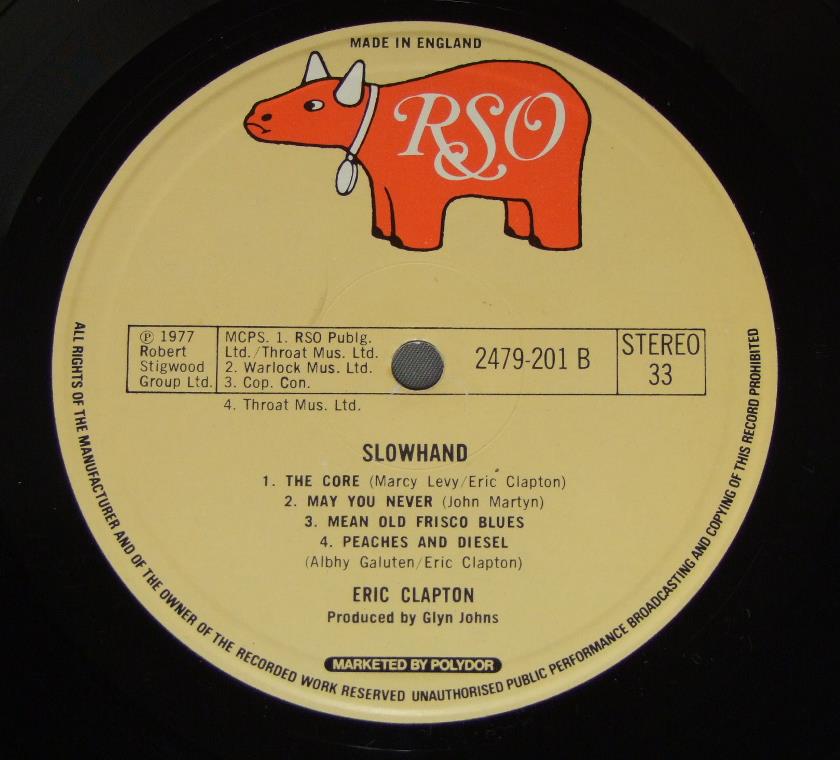 MADE IN ENGLAND
RSO
℗ 1977
Robert
Stigwood
Group Ltd.
MCPS. 1. RSO Publg.
Ltd./Throat Mus. Ltd.
2. Warlock Mus. Ltd.
3. Cop. Con.
4. Throat Mus. Ltd.
2479-201 B
STEREO
33
SLOWHAND
1. THE CORE (Marcy Levy/Eric Clapton)
2. MAY YOU NEVER (John Martyn)
3. MEAN OLD FRISCO BLUES
4. PEACHES AND DIESEL
(Albhy Galuten/Eric Clapton)
ERIC CLAPTON
Produced by Glyn Johns
MARKETED BY POLYDOR
ALL RIGHTS OF THE MANUFACTURER AND OF THE OWNER OF THE RECORDED WORK RESERVED UNAUTHORISED PUBLIC PERFORMANCE BROADCASTING AND COPYING OF THIS RECORD PROHIBITED